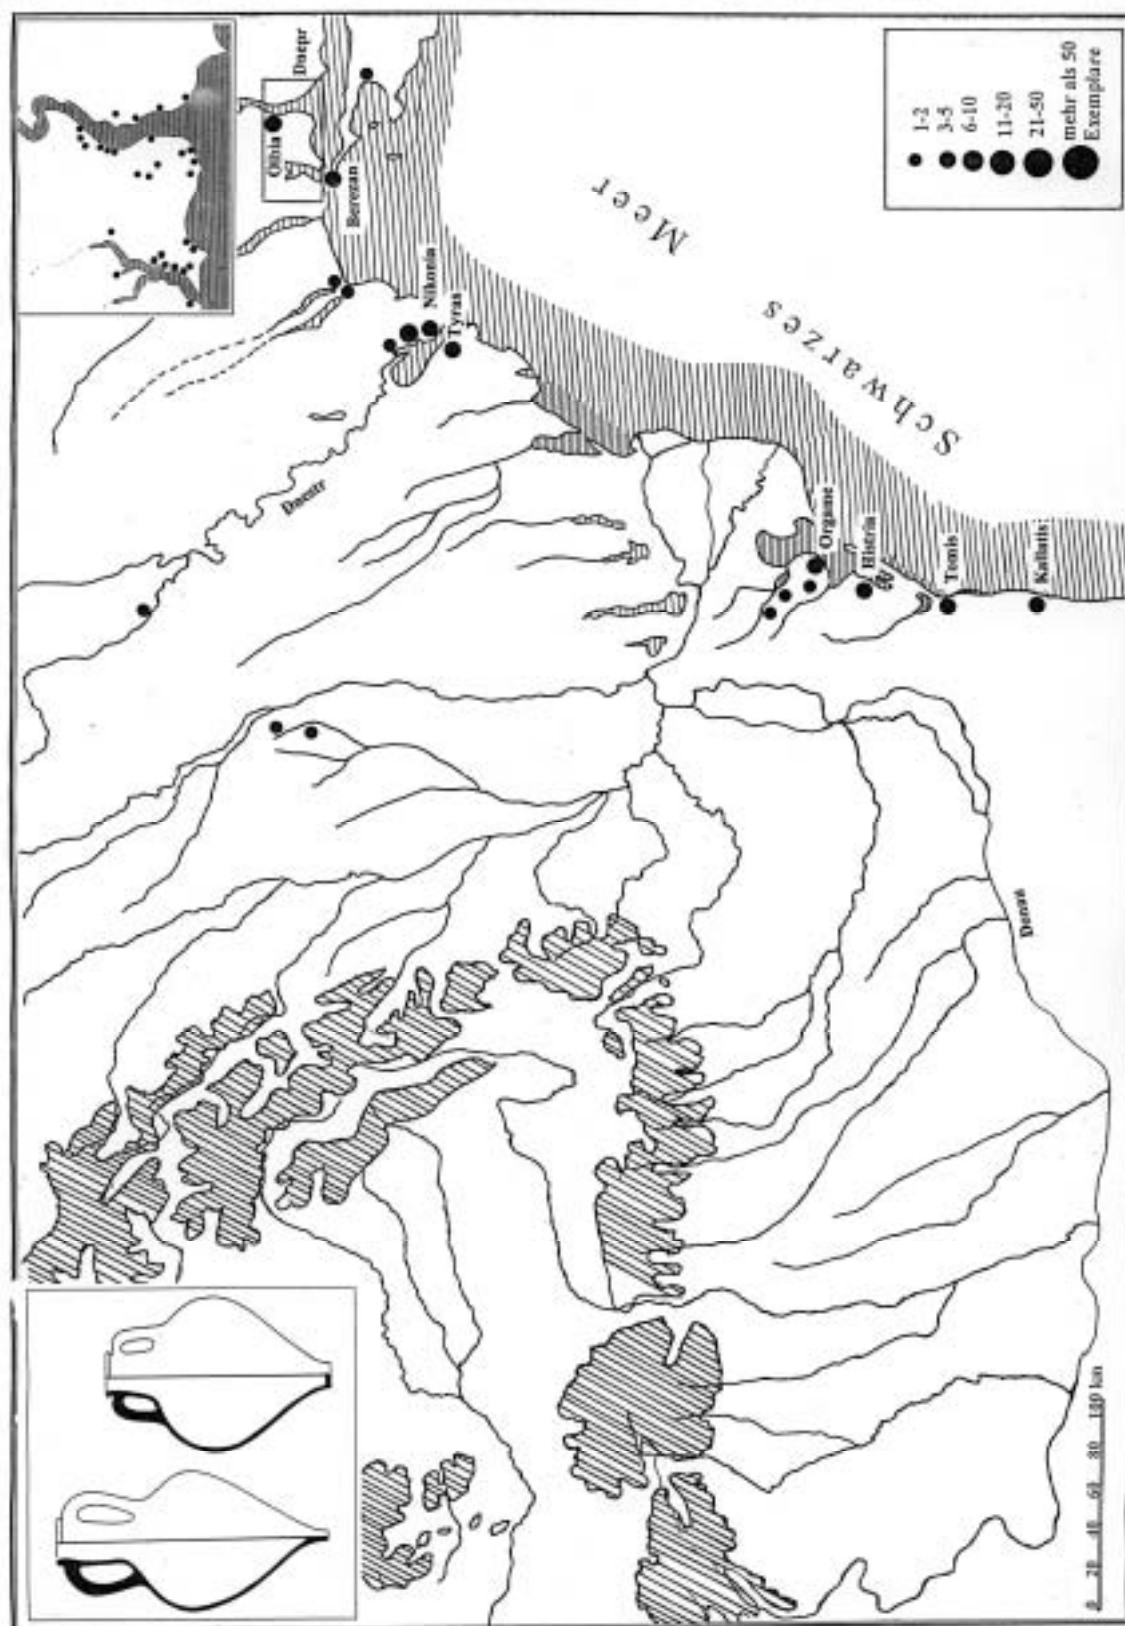 Dnepr
Olbia
Berezan
Nikonia
Tyras
Dnestr
Schwarzes
Meer
Organe
Histria
Tomis
Kallatis
Donau
1-2
3-5
6-10
11-20
21-50
mehr als 50
Exemplare
0 20 40 60 80 100 km